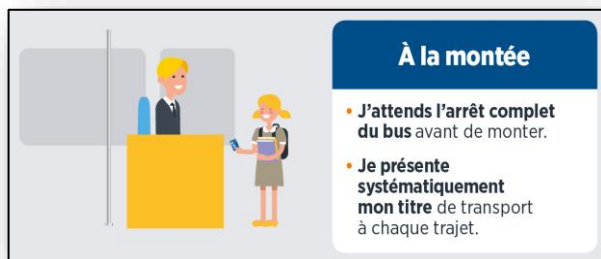 À la montée
• J'attends l'arrêt complet
du bus avant de monter.
• Je présente
systématiquement
mon titre de transport
à chaque trajet.